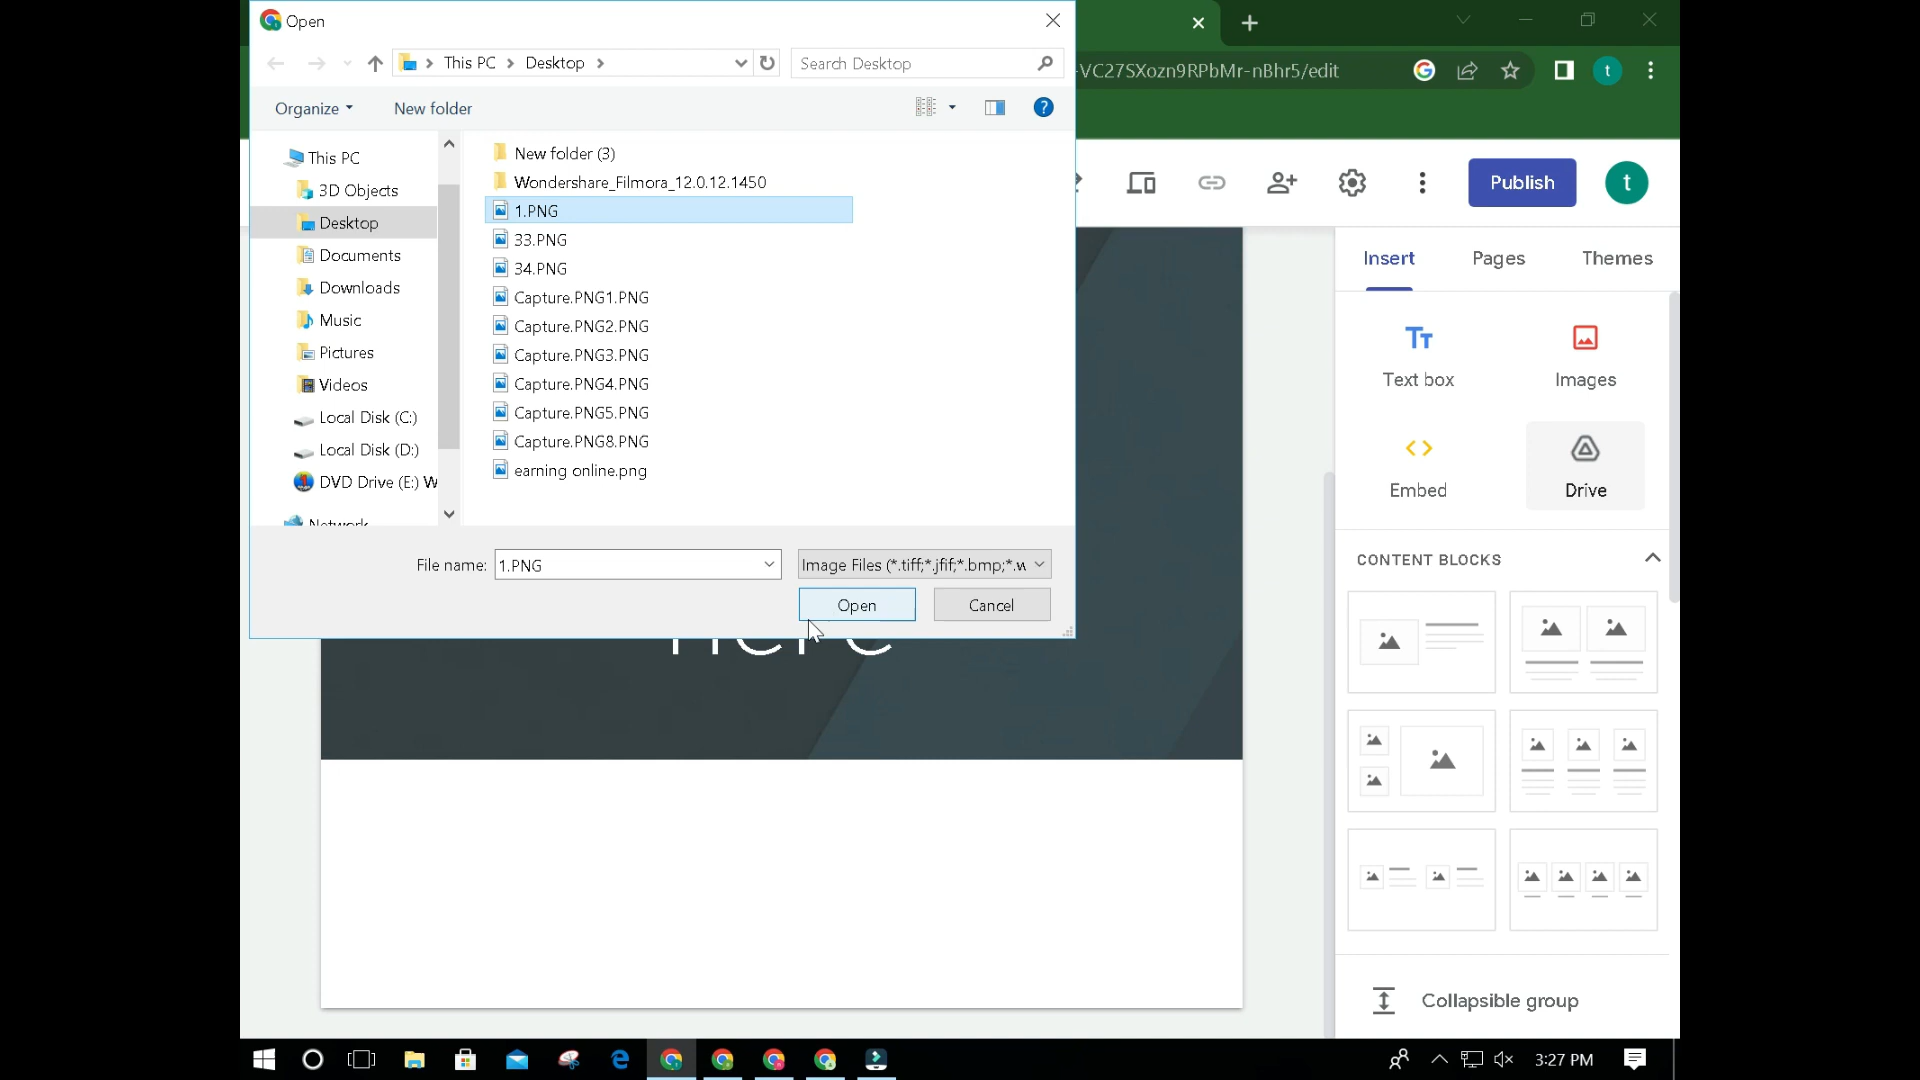 Open
-VC27SXozn9RPbMr-nBhr5/edit
t
This PC
Desktop
Search Desktop
Organize
New folder
?
This PC
3D Objects
Desktop
Documents
Downloads
Music
Pictures
Videos
Local Disk (C:)
Local Disk (D:)
DVD Drive (E:) W
Network
New folder (3)
Wondershare_Filmora_12.0.12.1450
1.PNG
33.PNG
34.PNG
Capture.PNG1.PNG
Capture.PNG2.PNG
Capture.PNG3.PNG
Capture.PNG4.PNG
Capture.PNG5.PNG
Capture.PNG8.PNG
earning online.png
File name:
1.PNG
Image Files (*.tiff;*.jfif;*.bmp;*.w
Open
Cancel
Publish
t
Insert
Pages
Themes
Tт
Text box
Images
Embed
Drive
CONTENT BLOCKS
Collapsible group
Here
3:27 PM